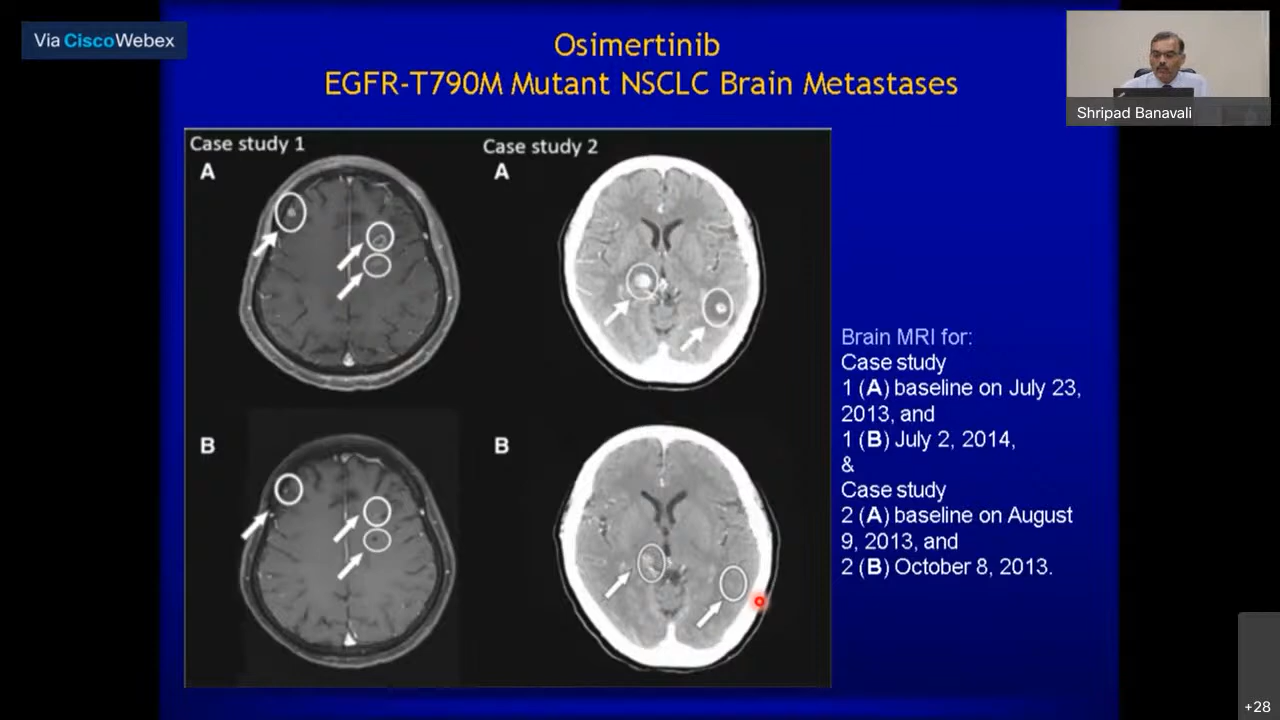 Via CiscoWebex
Osimertinib
EGFR-T790M Mutant NSCLC Brain Metastases
Shripad Banavali
Case study 1
Case study 2
A
A
B
B
Brain MRI for:
Case study
1 (A) baseline on July 23,
2013, and
1 (B) July 2, 2014,
&
Case study
2 (A) baseline on August
9, 2013, and
2 (B) October 8, 2013.
+28